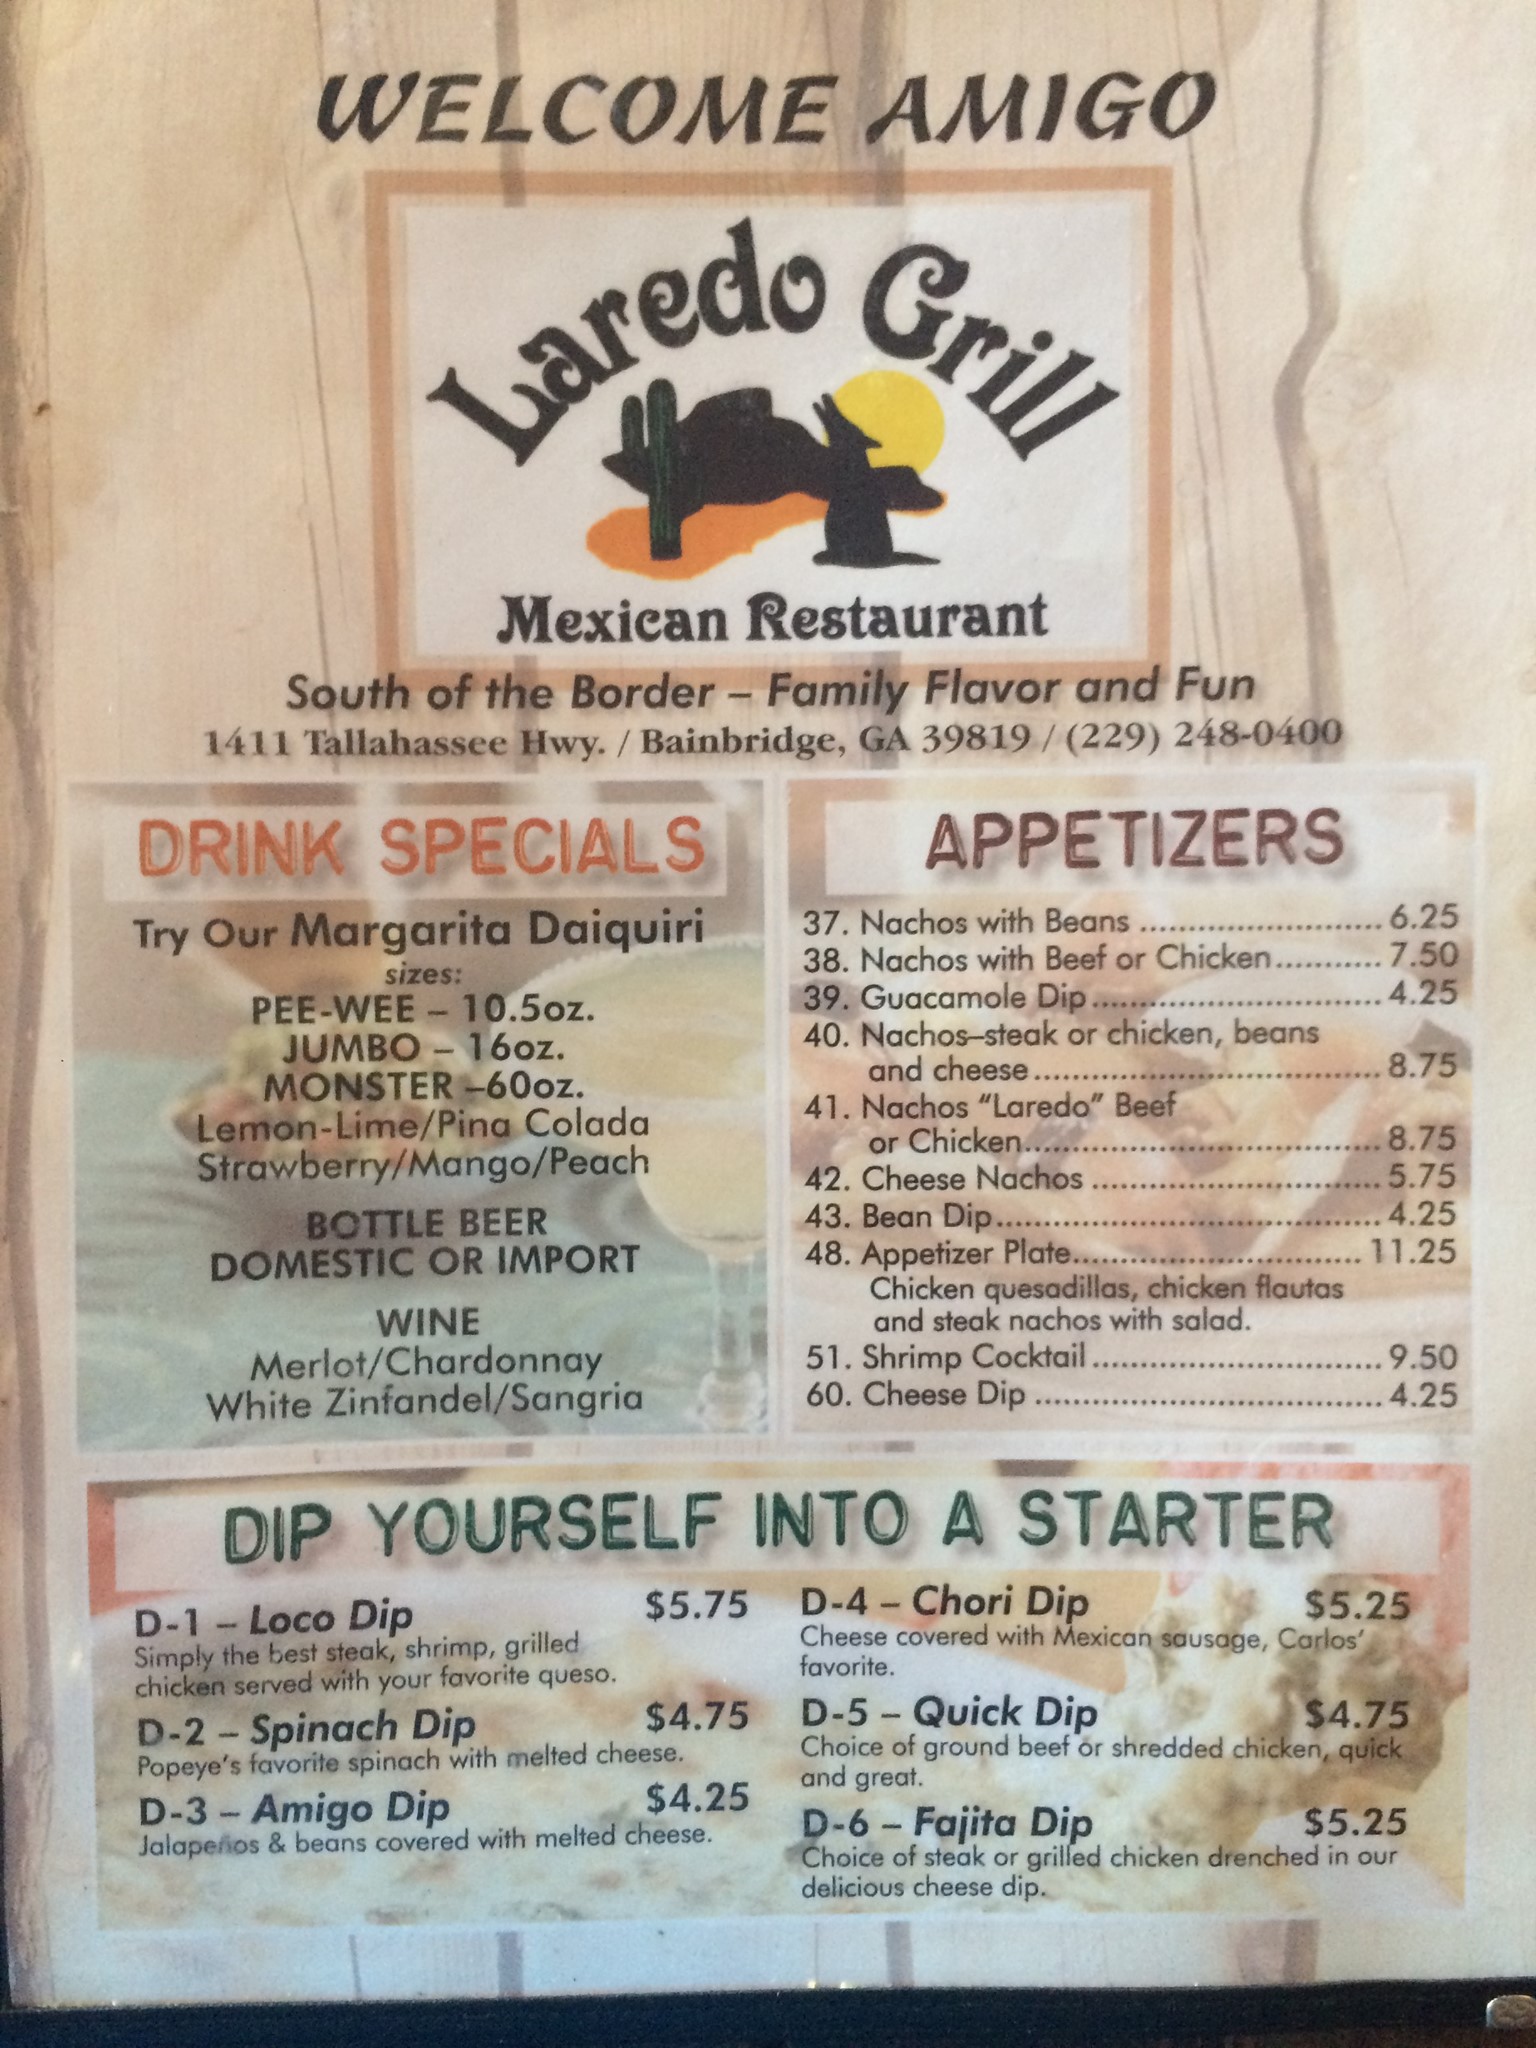 WELCOME AMIGO
Laredo Grill
Mexican Restaurant
South of the Border – Family Flavor and Fun
1411 Tallahassee Hwy. / Bainbridge, GA 39819 / (229) 248-0400
DRINK SPECIALS
Try Our Margarita Daiquiri
sizes:
PEE-WEE – 10.5oz.
JUMBO – 16oz.
MONSTER –60oz.
Lemon-Lime/Pina Colada
Strawberry/Mango/Peach
BOTTLE BEER
DOMESTIC OR IMPORT
WINE
Merlot/Chardonnay
White Zinfandel/Sangria
APPETIZERS
37. Nachos with Beans ......................... 6.25
38. Nachos with Beef or Chicken........... 7.50
39. Guacamole Dip.............................. 4.25
40. Nachos–steak or chicken, beans
and cheese.................................... 8.75
41. Nachos “Laredo” Beef
or Chicken..................................... 8.75
42. Cheese Nachos .............................. 5.75
43. Bean Dip........................................ 4.25
48. Appetizer Plate.............................. 11.25
Chicken quesadillas, chicken flautas
and steak nachos with salad.
51. Shrimp Cocktail.............................. 9.50
60. Cheese Dip .................................... 4.25
DIP YOURSELF INTO A STARTER
D-1 – Loco Dip $5.75
Simply the best steak, shrimp, grilled
chicken served with your favorite queso.
D-2 – Spinach Dip $4.75
Popeye's favorite spinach with melted cheese.
D-3 – Amigo Dip $4.25
Jalapeños & beans covered with melted cheese.
D-4 – Chori Dip $5.25
Cheese covered with Mexican sausage, Carlos'
favorite.
D-5 – Quick Dip $4.75
Choice of ground beef or shredded chicken, quick
and great.
D-6 – Fajita Dip $5.25
Choice of steak or grilled chicken drenched in our
delicious cheese dip.